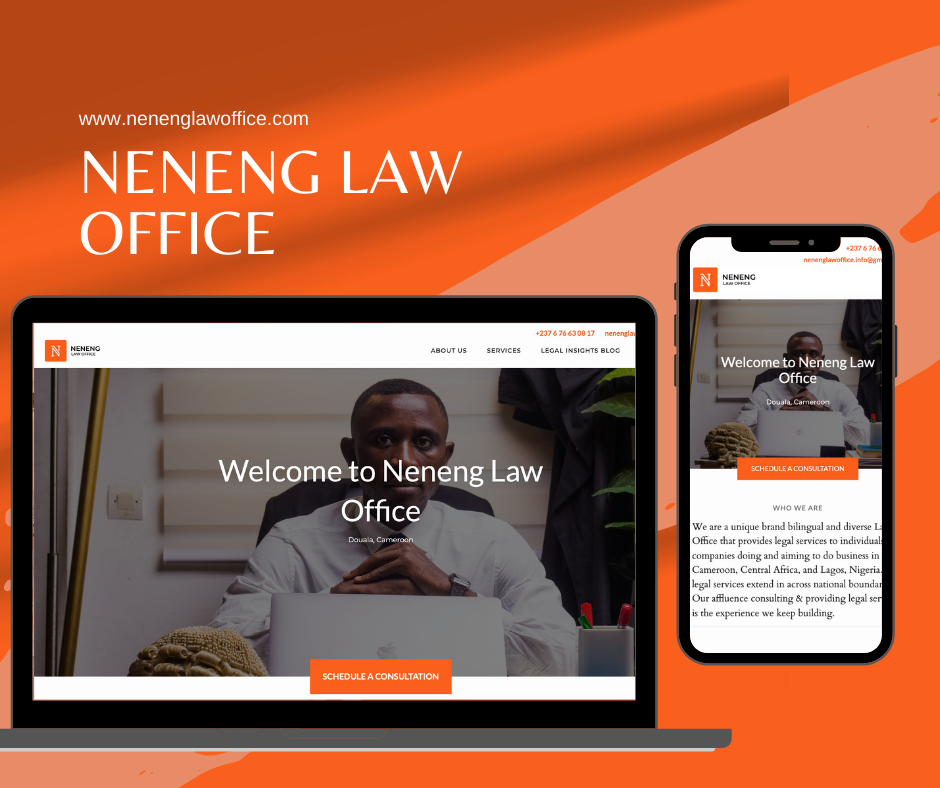 www.nenenglawoffice.com
NENENG LAW
OFFICE
+237 6 76 63 08 17
N
NENENG
LAW OFFICE
ABOUT US SERVICES LEGAL INSIGHTS BLOG
Welcome to Neneng Law
Office
Douala, Cameroon
SCHEDULE A CONSULTATION
+237 6 76 6
nenenglawoffice.info@gm
N
NENENG
LAW OFFICE
Welcome to Neneng Law
Office
Douala, Cameroon
SCHEDULE A CONSULTATION
WHO WE ARE
We are a unique brand bilingual and diverse La
Office that provides legal services to individuals
companies doing and aiming to do business in
Cameroon, Central Africa, and Lagos, Nigeria.
legal services extend in across national boundar
Our affluence consulting & providing legal ser
is the experience we keep building.